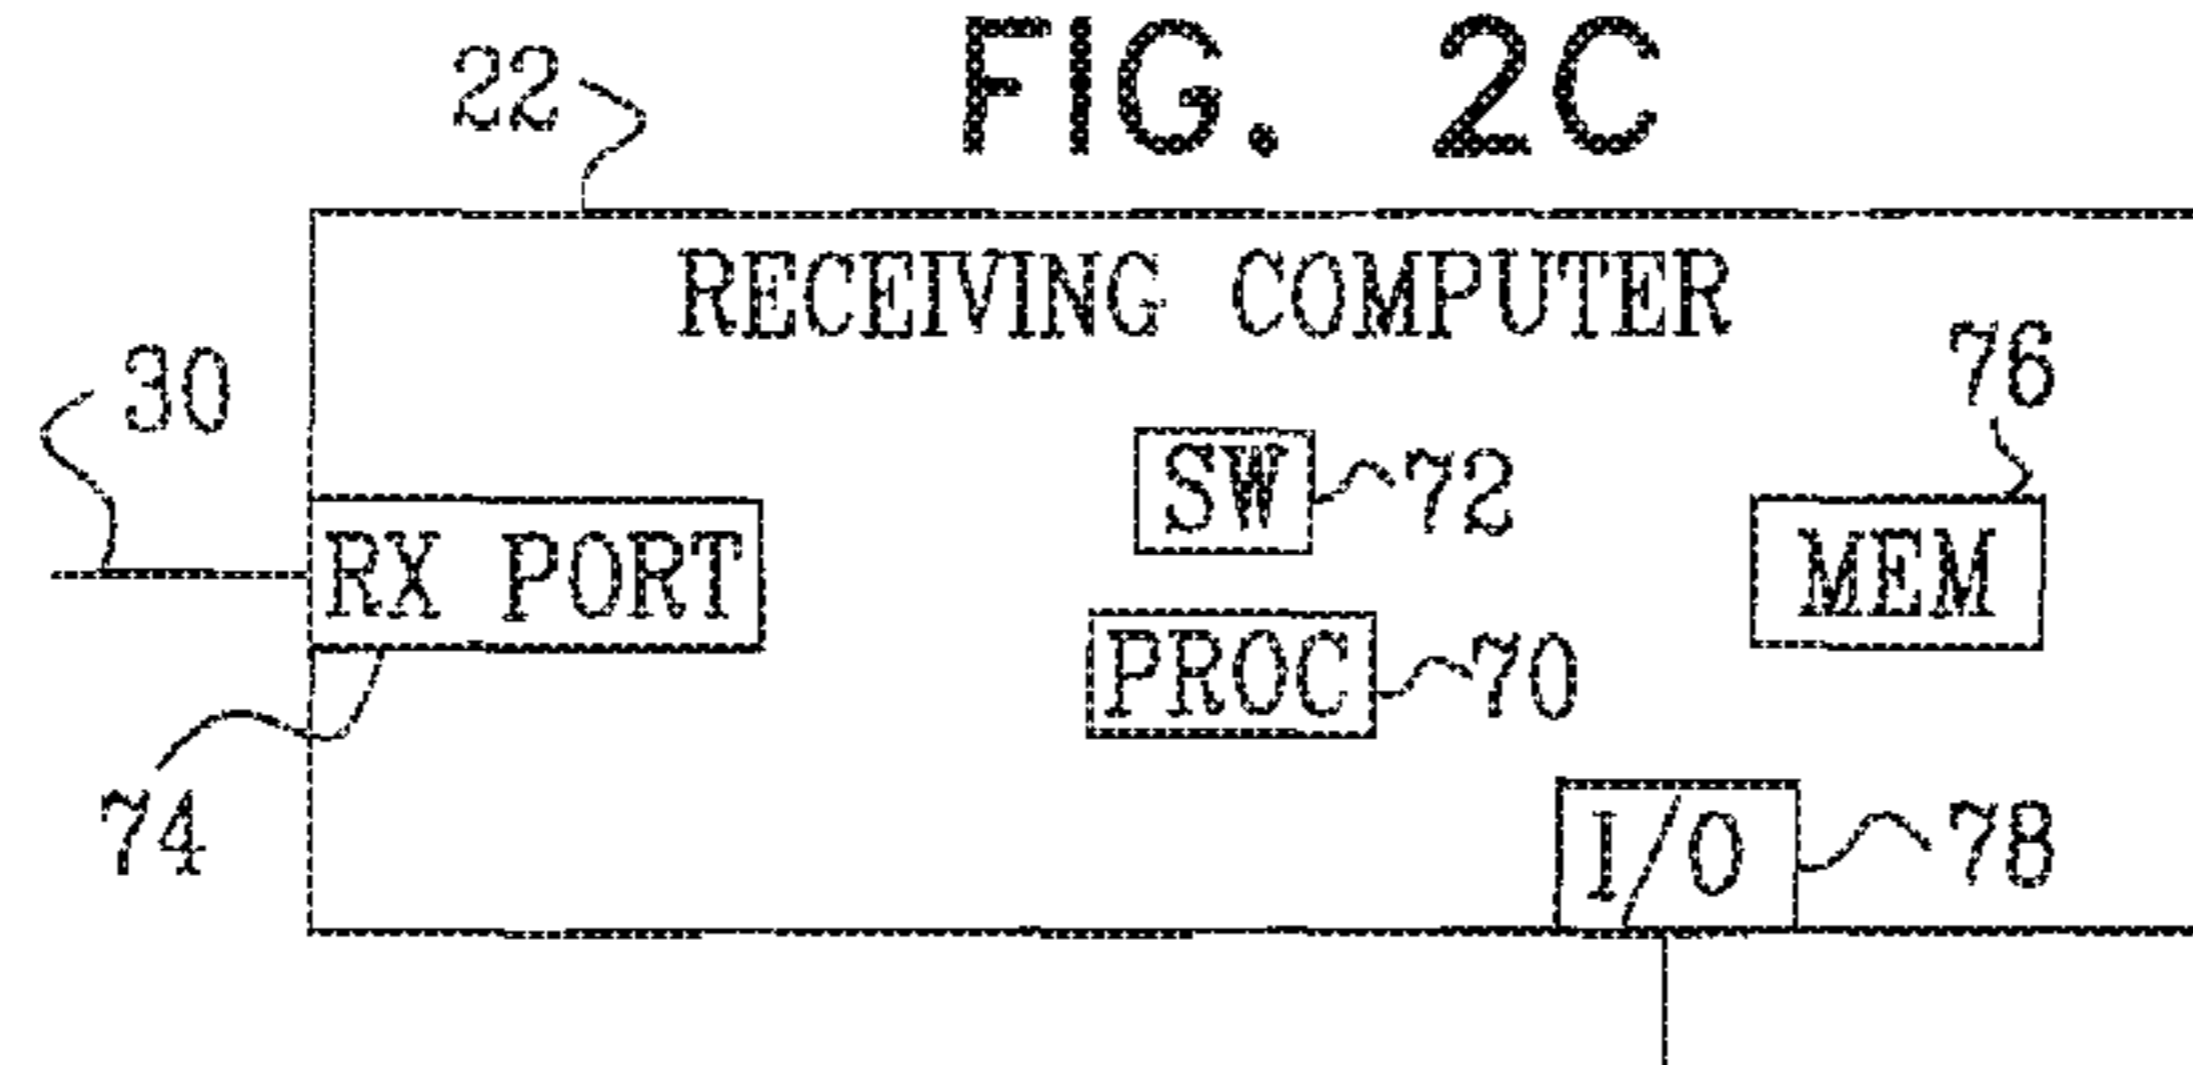 FIG. 2C
22
RECEIVING COMPUTER
30
76
SW 72
RX PORT
MEM
PROC 70
74
I/O 78